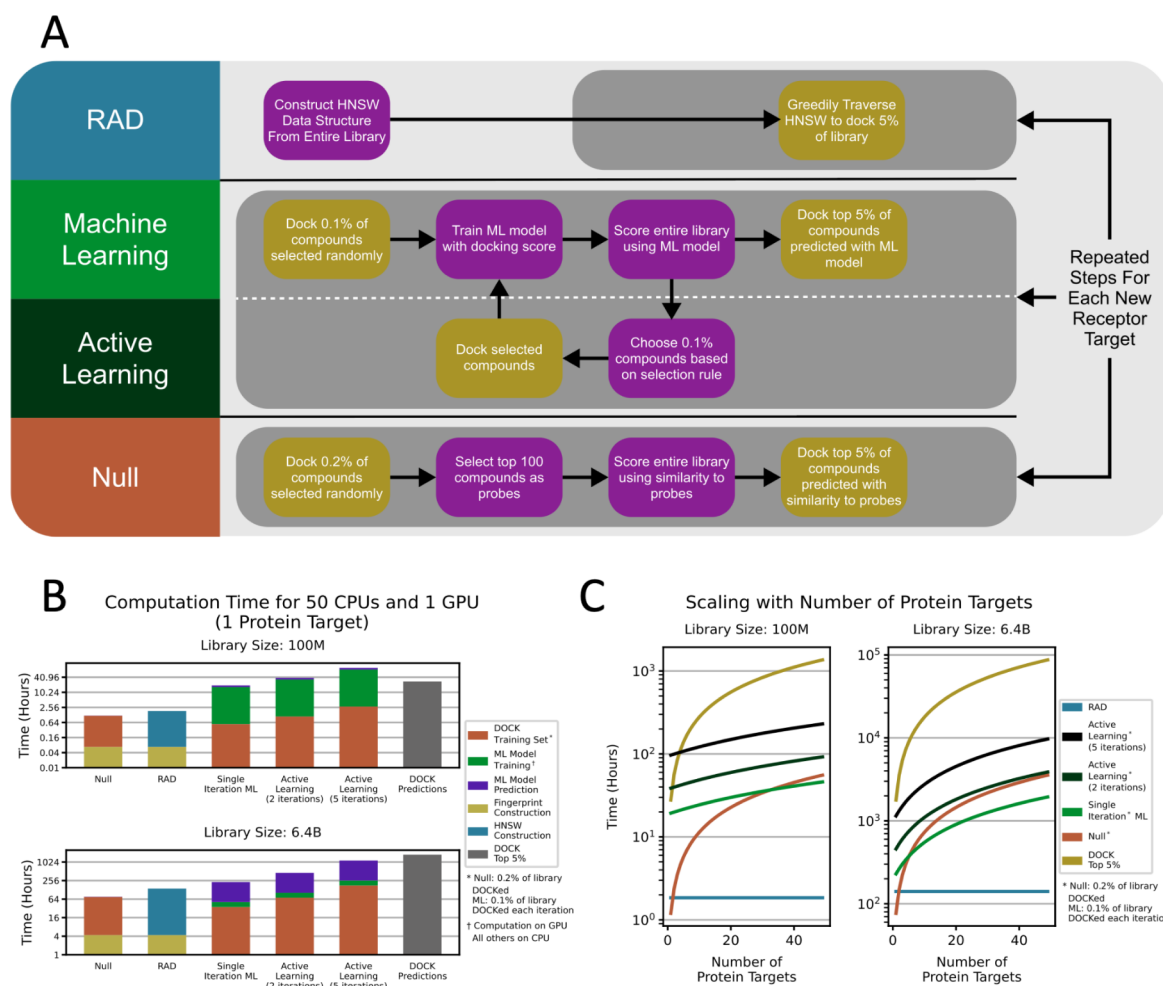 A
RAD
Construct HNSW
Data Structure
From Entire Library
Greedily Traverse
HNSW to dock 5%
of library
Machine
Learning
Dock 0.1% of
compounds
selected randomly
Train ML model
with docking score
Score entire library
using ML model
Dock top 5% of
compounds
predicted with ML
model
Repeated
Steps For
Each New
Receptor
Target
Active
Learning
Dock selected
compounds
Choose 0.1%
compounds based
on selection rule
Null
Dock 0.2% of
compounds
selected randomly
Select top 100
compounds as
probes
Score entire library
using similarity to
probes
Dock top 5% of
compounds
predicted with
similarity to probes
B
Computation Time for 50 CPUs and 1 GPU
(1 Protein Target)
Library Size: 100M
Time (Hours)
40.96
10.24
2.56
0.64
0.16
0.04
0.01
Null
RAD
Single
Iteration ML
Active
Learning
(2 iterations)
Active
Learning
(5 iterations)
DOCK
Predictions
Library Size: 6.4B
Time (Hours)
1024
256
64
16
4
1
Null
RAD
Single
Iteration ML
Active
Learning
(2 iterations)
Active
Learning
(5 iterations)
DOCK
Predictions
DOCK
Training Set*
ML Model
Training†
ML Model
Prediction
Fingerprint
Construction
HNSW
Construction
DOCK
Top 5%
* Null: 0.2% of library
DOCKed
ML: 0.1% of library
DOCKed each iteration
† Computation on GPU
All others on CPU
C
Scaling with Number of Protein Targets
Library Size: 100M
Time (Hours)
10³
10²
10¹
10⁰
0
20
40
Number of
Protein Targets
Library Size: 6.4B
10⁵
10⁴
10³
10²
0
20
40
Number of
Protein Targets
RAD
Active
Learning*
(5 iterations)
Active
Learning*
(2 iterations)
Single
Iteration* ML
Null*
DOCK
Top 5%
* Null: 0.2% of library
DOCKed
ML: 0.1% of library
DOCKed each iteration